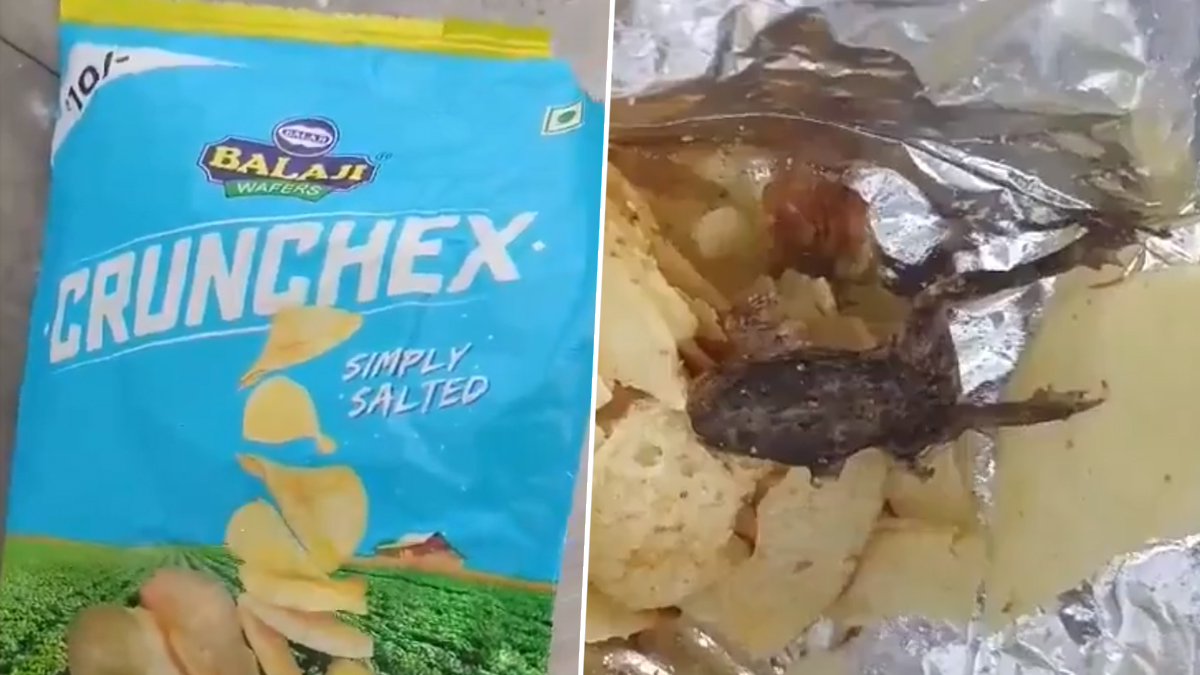 ₹10/-
BALAJI
BALAJI
WAFERS
CRUNCHEX
SIMPLY
SALTED